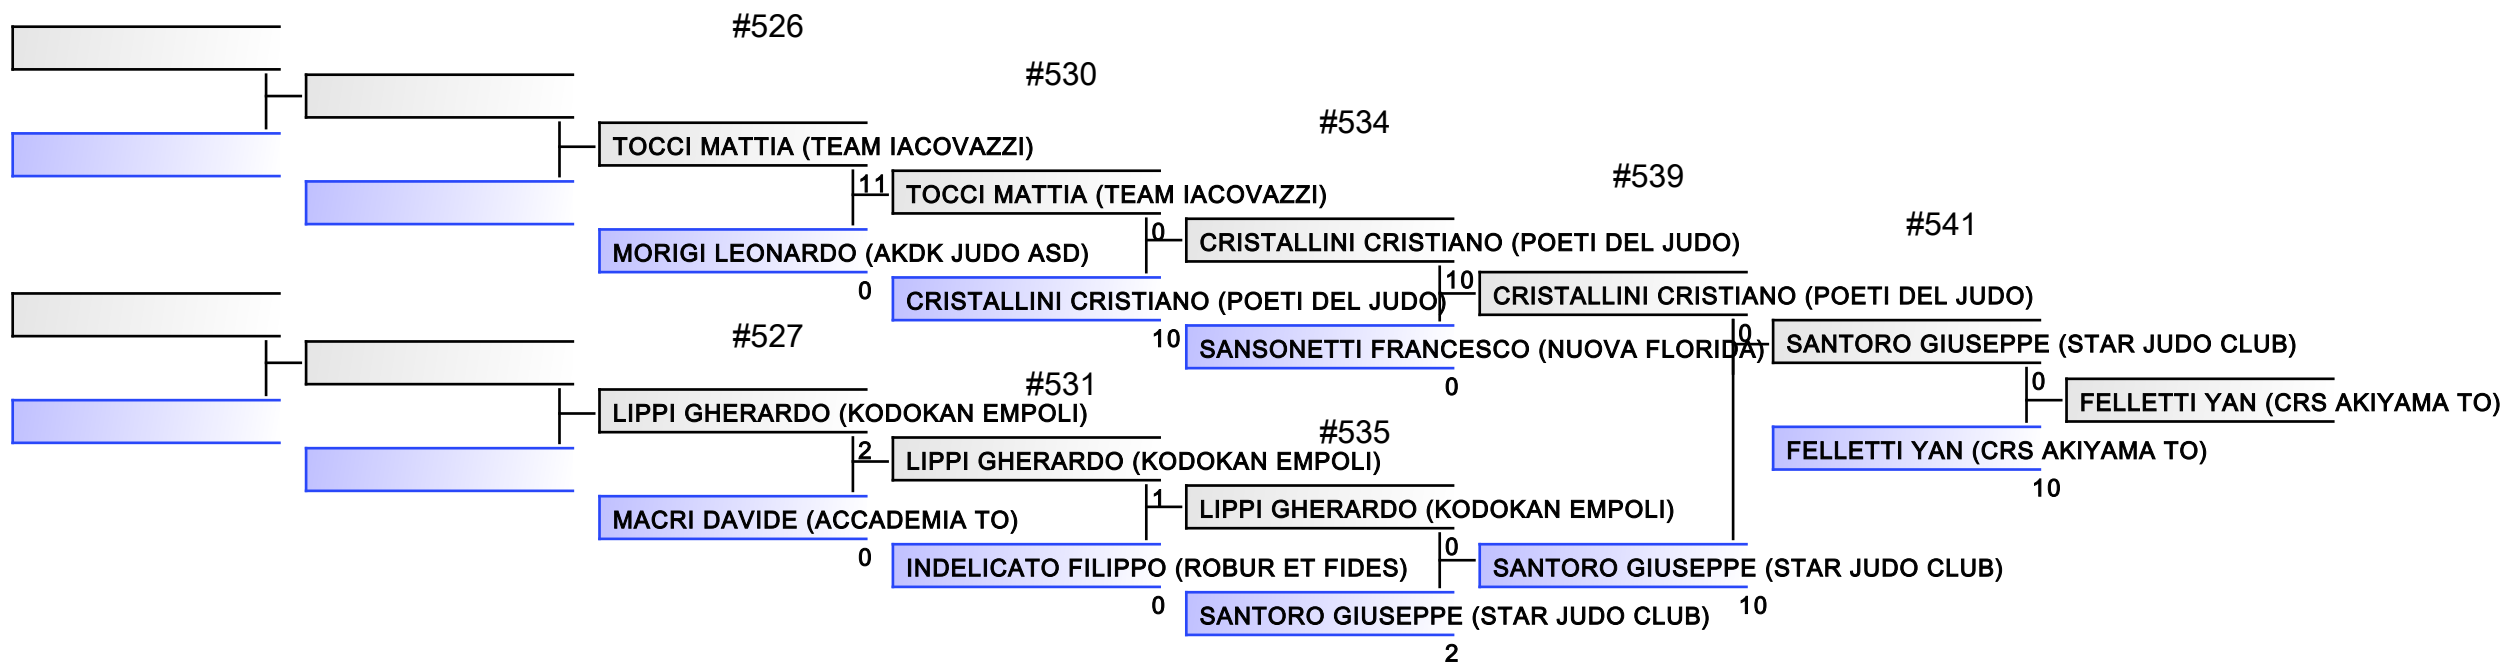 #526
#530
#534
TOCCI MATTIA (TEAM IACOVAZZI)
#539
11
TOCCI MATTIA (TEAM IACOVAZZI)
#541
0
CRISTALLINI CRISTIANO (POETI DEL JUDO)
MORIGI LEONARDO (AKDK JUDO ASD)
10
0
CRISTALLINI CRISTIANO (POETI DEL JUDO)
CRISTALLINI CRISTIANO (POETI DEL JUDO)
#527
10
SANSONETTI FRANCESCO (NUOVA FLORIDA)
0
SANTORO GIUSEPPE (STAR JUDO CLUB)
#531
0
0
FELLETTI YAN (CRS AKIYAMA TO)
LIPPI GHERARDO (KODOKAN EMPOLI)
#535
2
LIPPI GHERARDO (KODOKAN EMPOLI)
FELLETTI YAN (CRS AKIYAMA TO)
10
1
LIPPI GHERARDO (KODOKAN EMPOLI)
MACRI DAVIDE (ACCADEMIA TO)
0
0
INDELICATO FILIPPO (ROBUR ET FIDES)
SANTORO GIUSEPPE (STAR JUDO CLUB)
0
SANTORO GIUSEPPE (STAR JUDO CLUB)
10
2